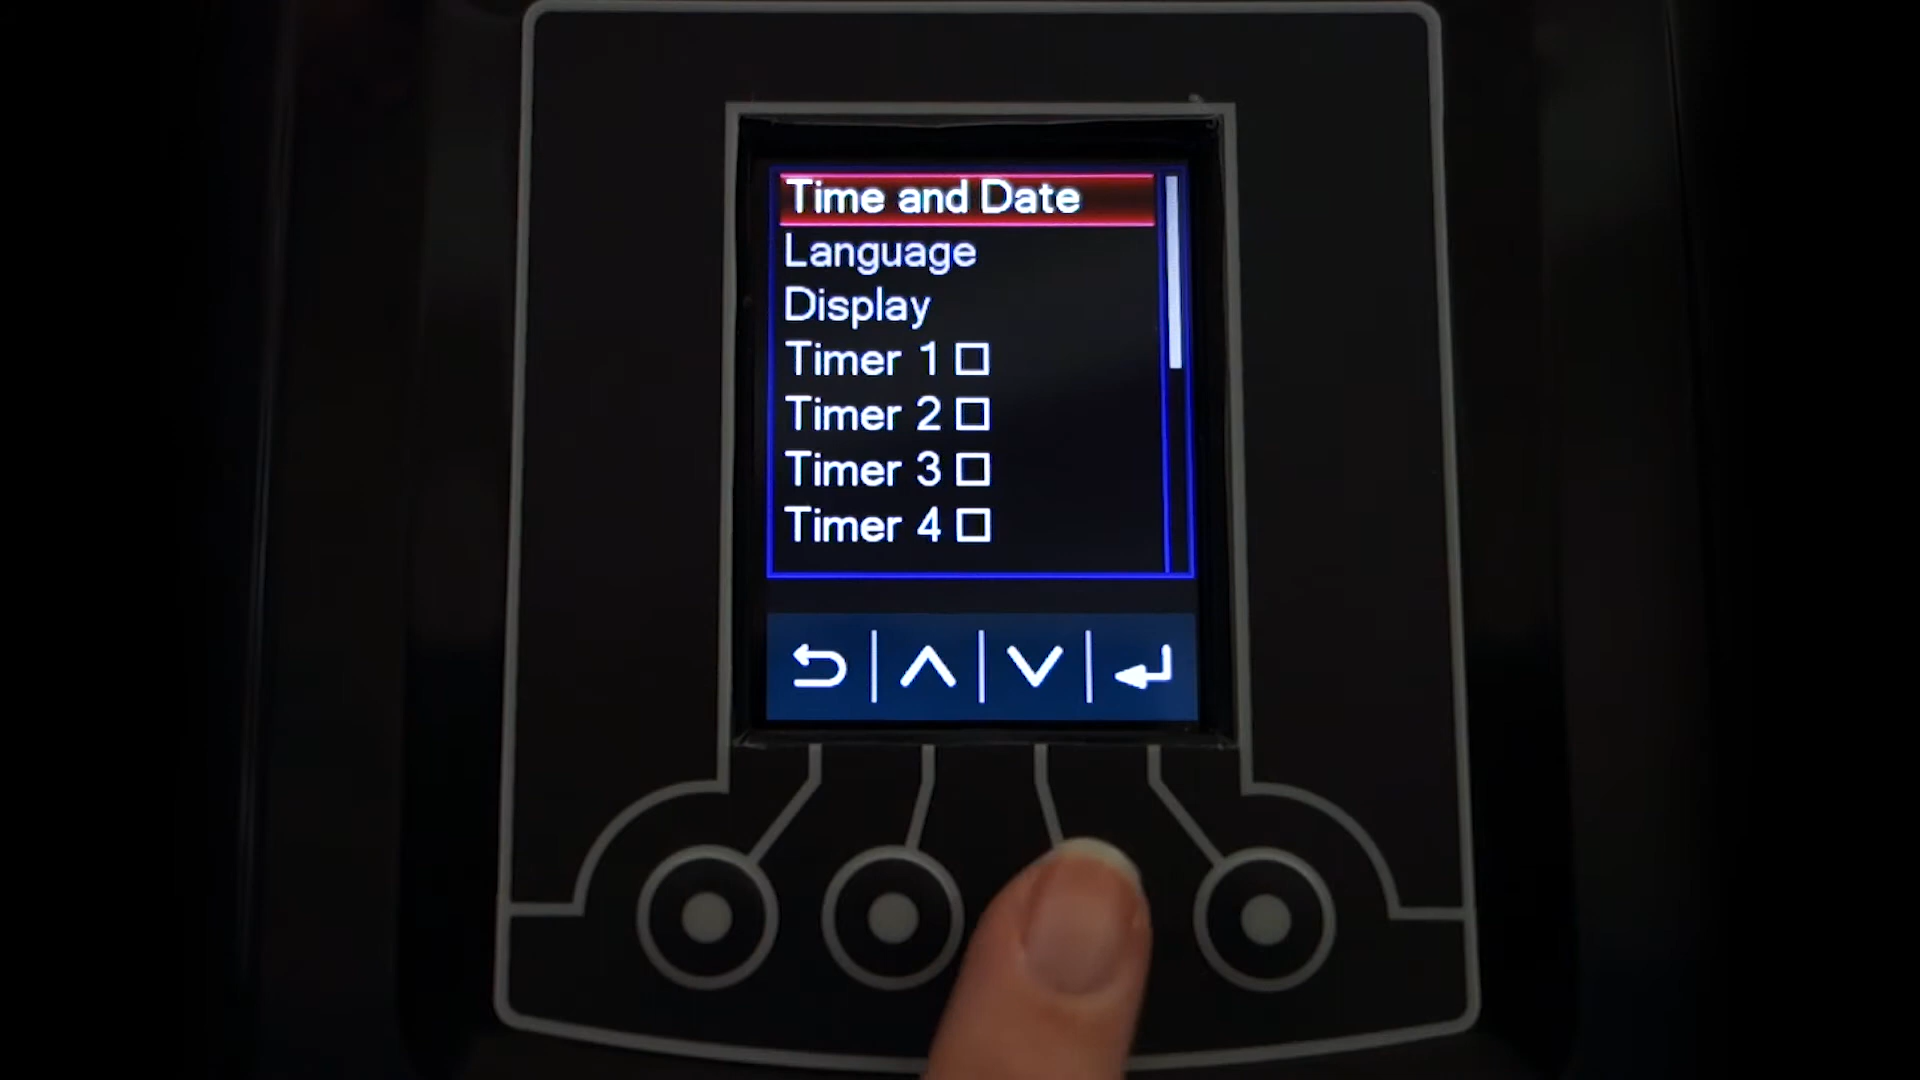 Time and Date
Language
Display
Timer 1 ☐
Timer 2 ☐
Timer 3 ☐
Timer 4 ☐